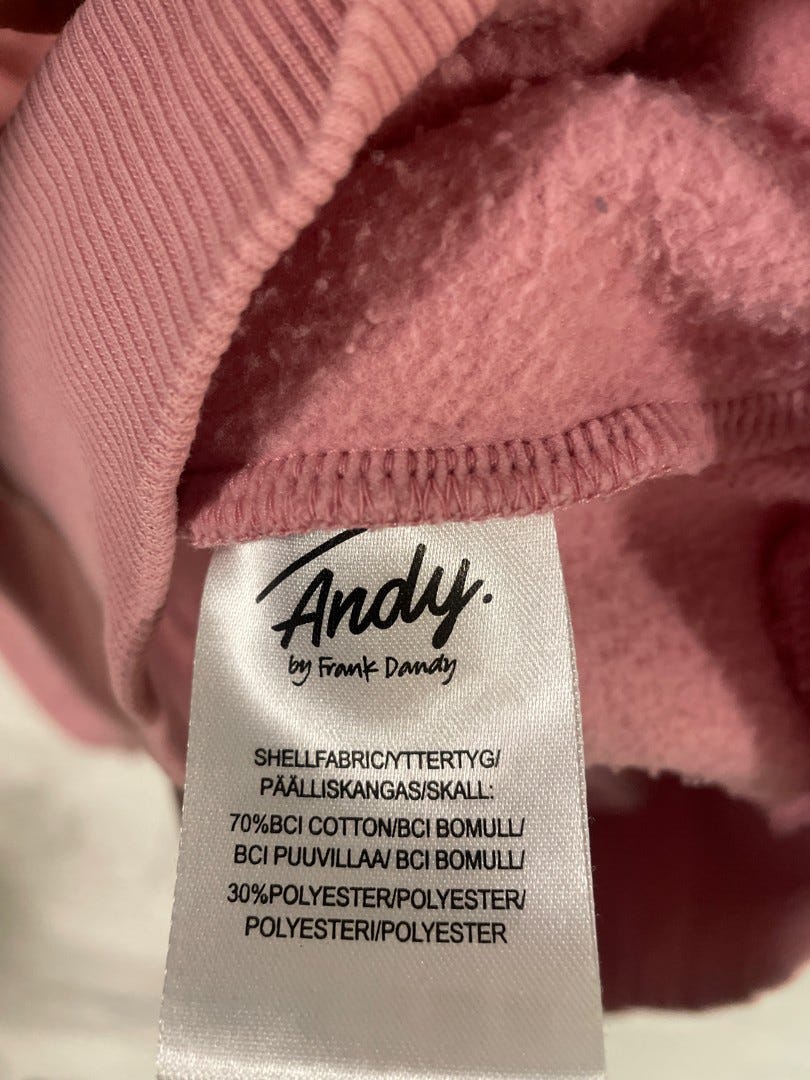 Andy.
by Frank Dandy
SHELLFABRIC/YTTERTYG/
PÄÄLLISKANGAS/SKALL:
70%BCI COTTON/BCI BOMULL/
BCI PUUVILLAA/ BCI BOMULL/
30%POLYESTER/POLYESTER/
POLYESTERI/POLYESTER